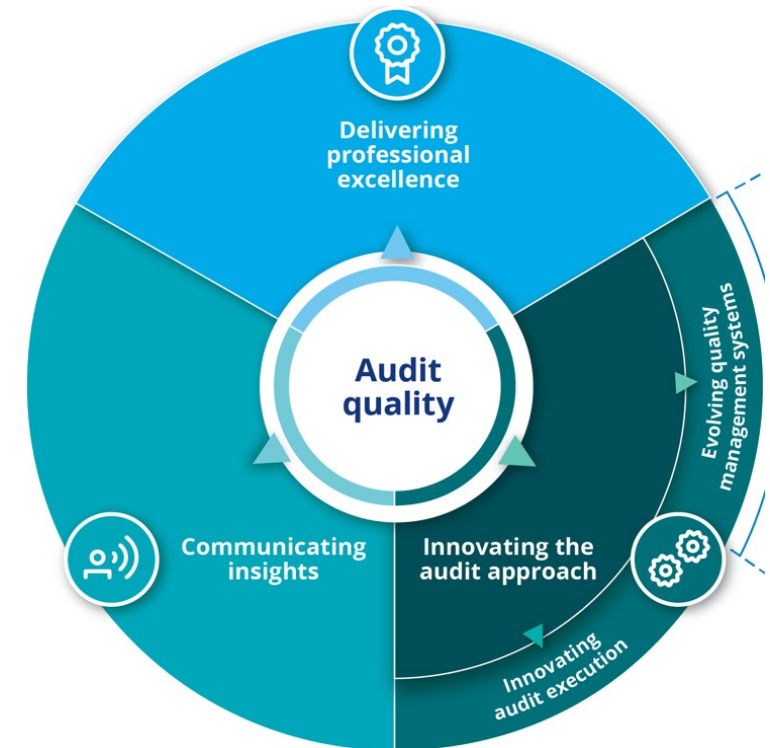 Delivering
professional
excellence
Audit
quality
Evolving quality
management systems
Communicating
insights
Innovating the
audit approach
Innovating
audit execution